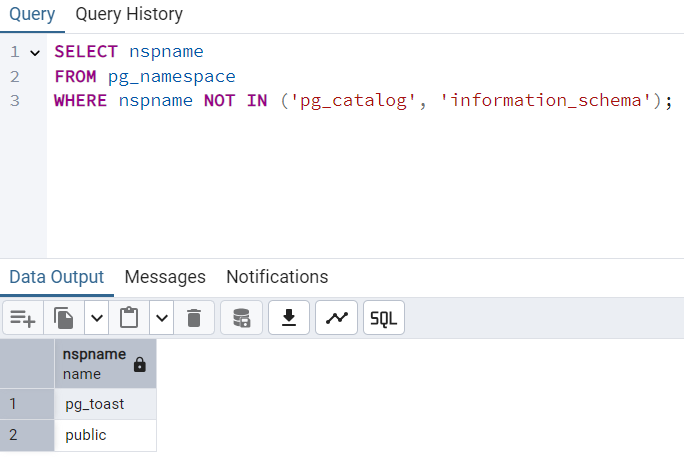 Query Query History
1 SELECT nspname
2 FROM pg_namespace
3 WHERE nspname NOT IN ('pg_catalog', 'information_schema');
Data Output Messages Notifications
SQL
nspname
name
1 pg_toast
2 public